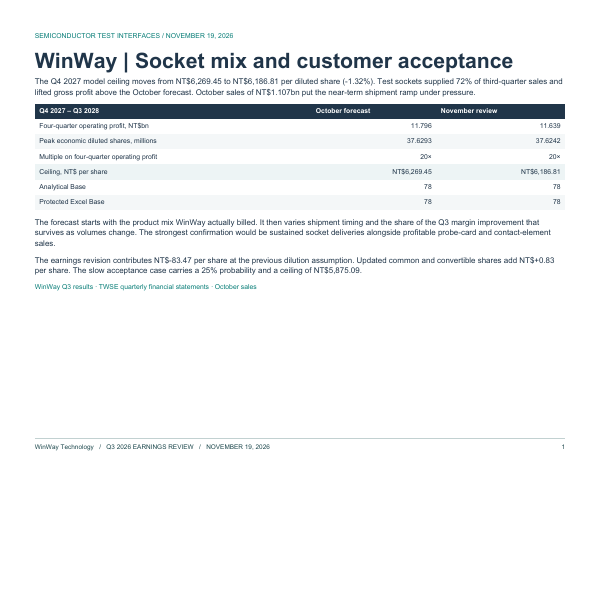 SEMICONDUCTOR TEST INTERFACES / NOVEMBER 19, 2026
WinWay | Socket mix and customer acceptance
The Q4 2027 model ceiling moves from NT$6,269.45 to NT$6,186.81 per diluted share (-1.32%). Test sockets supplied 72% of third-quarter sales and
lifted gross profit above the October forecast. October sales of NT$1.107bn put the near-term shipment ramp under pressure.
Q4 2027 – Q3 2028 October forecast November review
Four-quarter operating profit, NT$bn 11.796 11.639
Peak economic diluted shares, millions 37.6293 37.6242
Multiple on four-quarter operating profit 20× 20×
Ceiling, NT$ per share NT$6,269.45 NT$6,186.81
Analytical Base 78 78
Protected Excel Base 78 78
The forecast starts with the product mix WinWay actually billed. It then varies shipment timing and the share of the Q3 margin improvement that
survives as volumes change. The strongest confirmation would be sustained socket deliveries alongside profitable probe-card and contact-element
sales.
The earnings revision contributes NT$-83.47 per share at the previous dilution assumption. Updated common and convertible shares add NT$+0.83
per share. The slow acceptance case carries a 25% probability and a ceiling of NT$5,875.09.
WinWay Q3 results · TWSE quarterly financial statements · October sales
WinWay Technology / Q3 2026 EARNINGS REVIEW / NOVEMBER 19, 2026 1